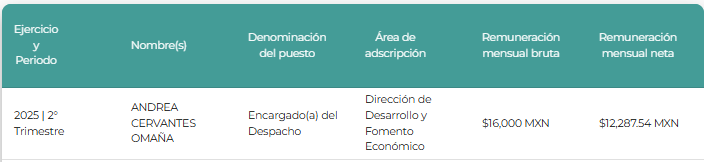 Ejercicio
y
Periodo
Nombre(s)
Denominación
del puesto
Área de
adscripción
Remuneración
mensual bruta
Remuneración
mensual neta
2025 | 2°
Trimestre
ANDREA
CERVANTES
OMAÑA
Encargado(a) del
Despacho
Dirección de
Desarrollo y
Fomento
Económico
$16,000 MXN
$12,287.54 MXN